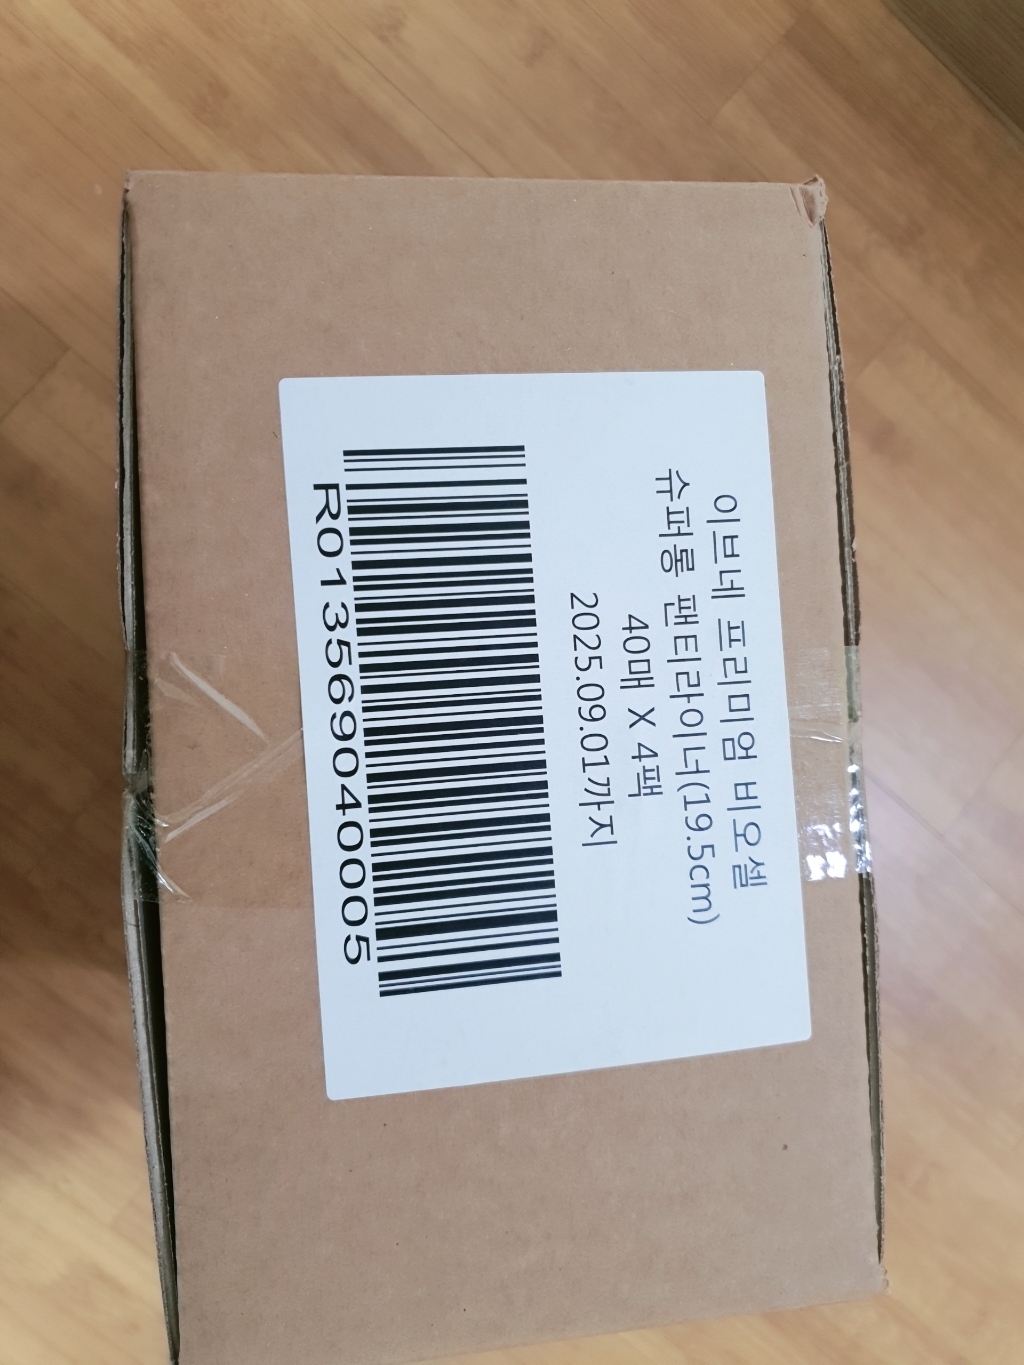 이브네 프리미엄 비오셀
슈퍼롱 팬티라이너(19.5cm)
40매 X 4팩
2025.09.01까지
R013569040005